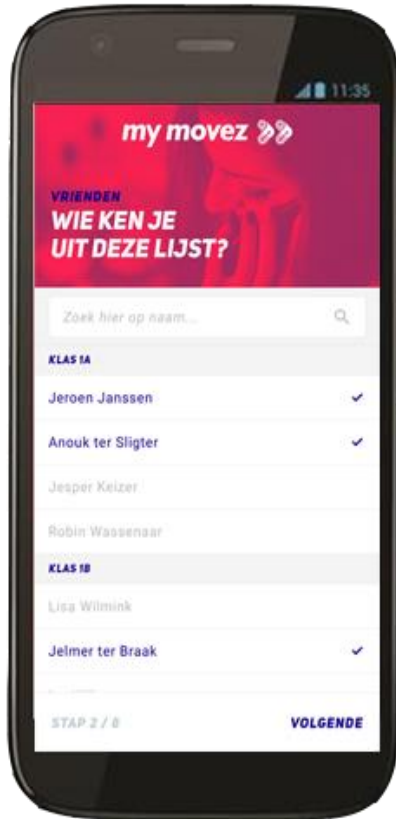 11:35
my movez
VRIENDEN
WIE KEN JE
UIT DEZE LIJST?
Zoek hier op naam...
KLAS 1A
Jeroen Janssen
Anouk ter Sligter
Jesper Keizer
Robin Wassenaar
KLAS 1B
Lisa Wilmink
Jelmer ter Braak
STAP 2 / 8
VOLGENDE